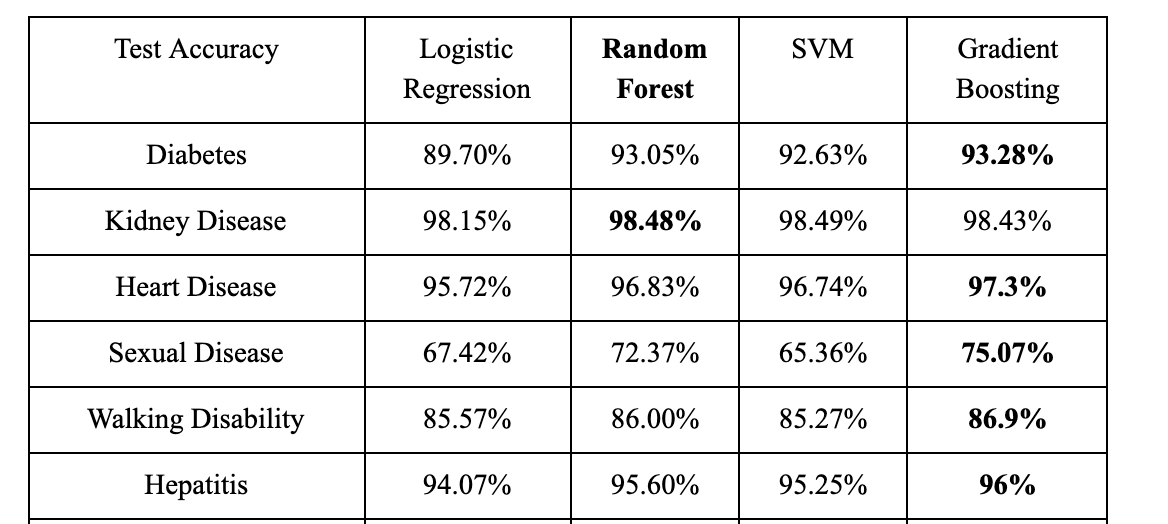 Test Accuracy Logistic Regression Random Forest SVM Gradient Boosting
Diabetes 89.70% 93.05% 92.63% 93.28%
Kidney Disease 98.15% 98.48% 98.49% 98.43%
Heart Disease 95.72% 96.83% 96.74% 97.3%
Sexual Disease 67.42% 72.37% 65.36% 75.07%
Walking Disability 85.57% 86.00% 85.27% 86.9%
Hepatitis 94.07% 95.60% 95.25% 96%